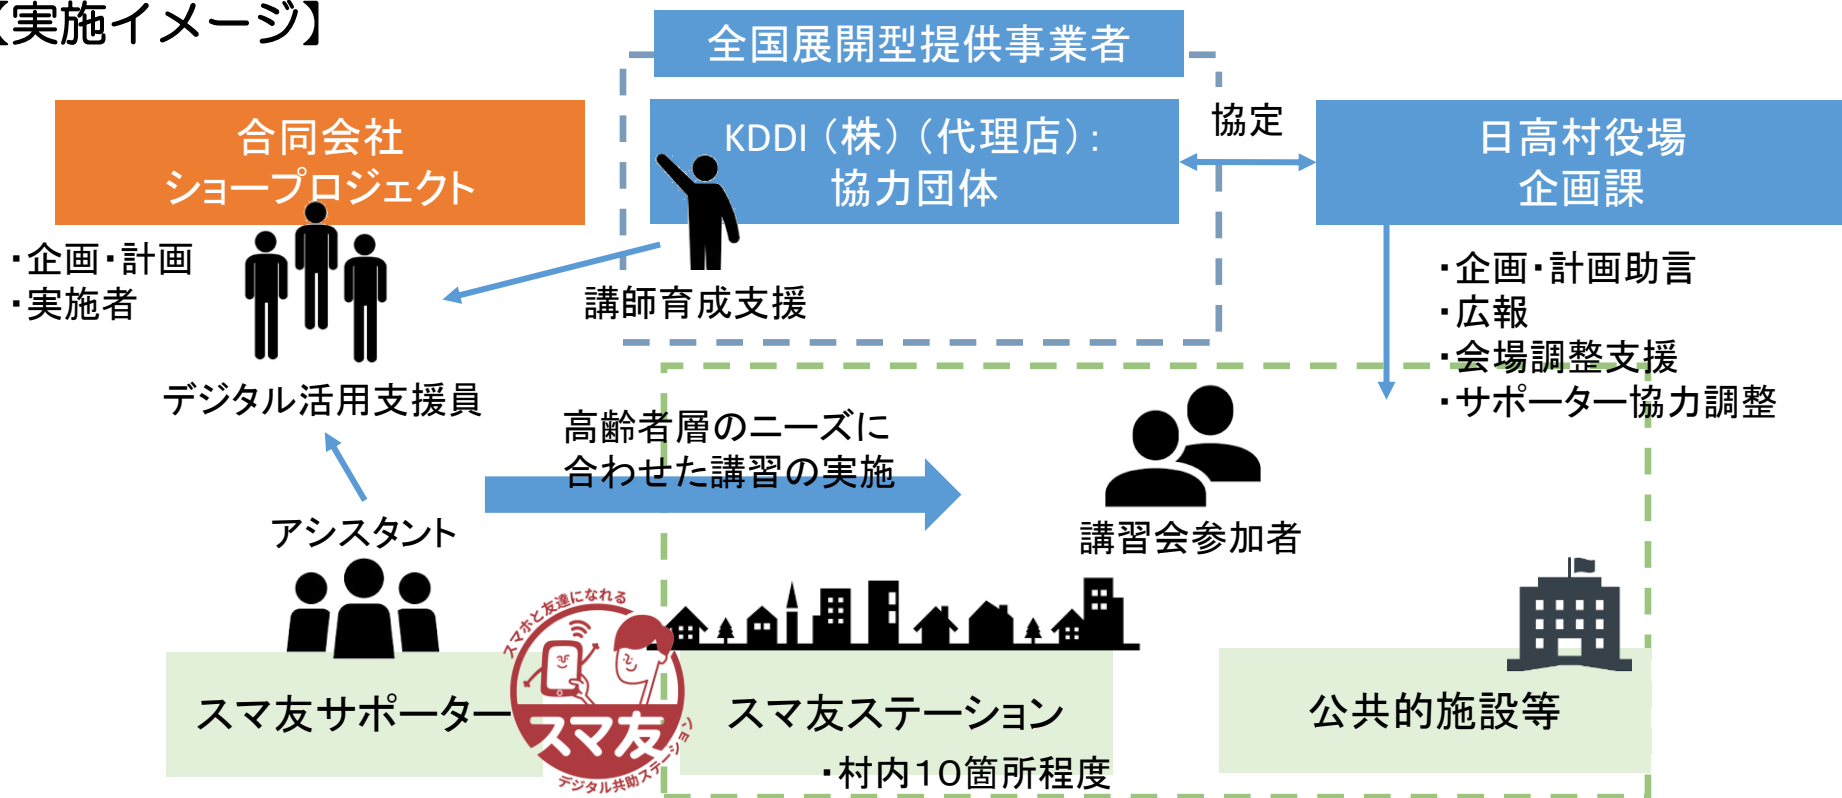 【実施イメージ】
全国展開型提供事業者
合同会社
ショープロジェクト
KDDI（株）（代理店）：
協力団体
協定
日高村役場
企画課
・企画・計画
・実施者
講師育成支援
・企画・計画助言
・広報
・会場調整支援
・サポーター協力調整
デジタル活用支援員
高齢者層のニーズに
合わせた講習の実施
アシスタント
講習会参加者
スマホと友達になれる
スマ友
デジタル共助ステーション
スマ友サポーター
スマ友ステーション
・村内１０箇所程度
公共的施設等